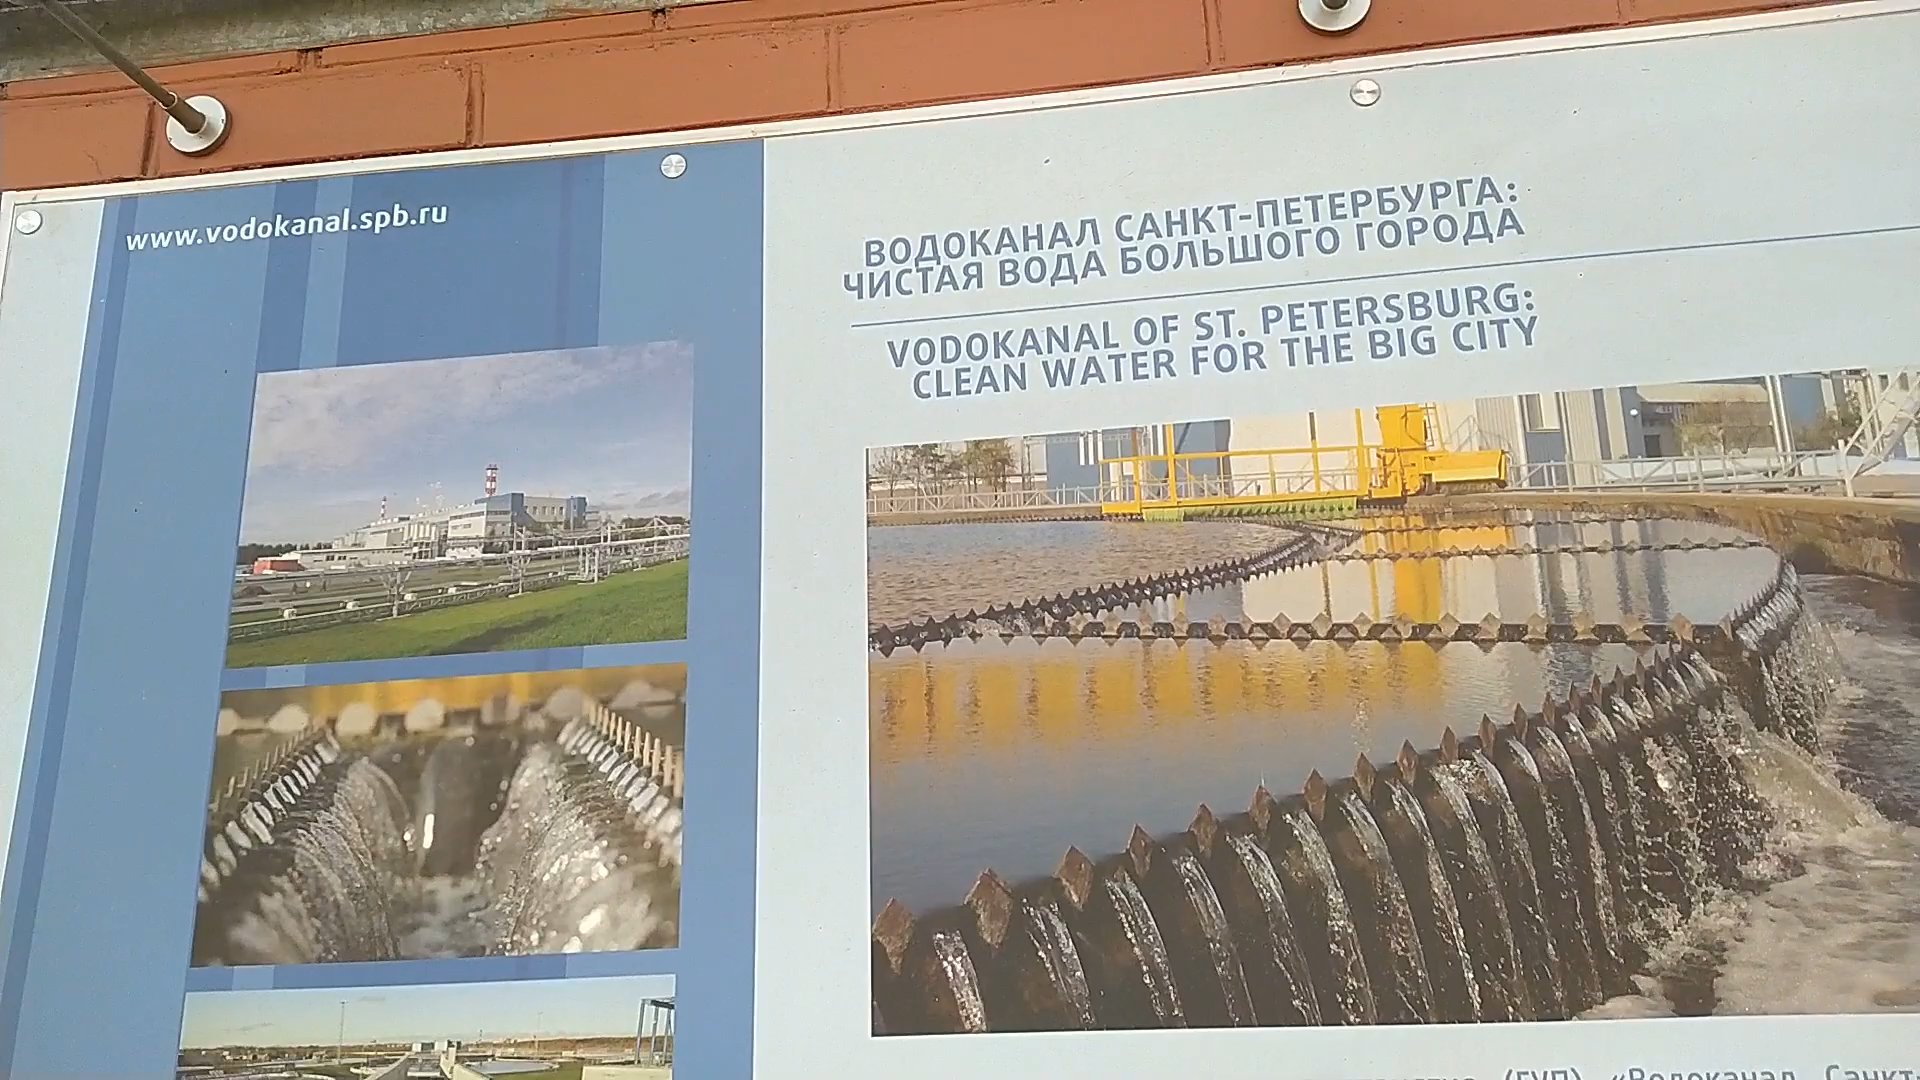 www.vodokanal.spb.ru
ВОДОКАНАЛ САНКТ-ПЕТЕРБУРГА:
ЧИСТАЯ ВОДА БОЛЬШОГО ГОРОДА
VODOKANAL OF ST. PETERSBURG:
CLEAN WATER FOR THE BIG CITY
(ГУП) «Водоканал Санкт-